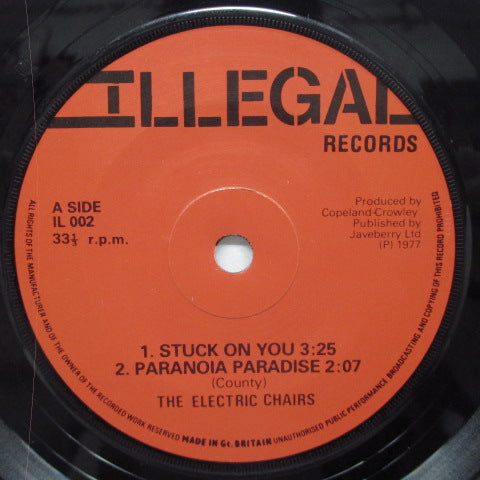 ILLEGAL
RECORDS
A SIDE
IL 002
33⅓ r.p.m.
Produced by
Copeland-Crowley
Published by
Javeberry Ltd
(P) 1977
1. STUCK ON YOU 3:25
2. PARANOIA PARADISE 2:07
(County)
THE ELECTRIC CHAIRS
ALL RIGHTS OF THE MANUFACTURER AND OF THE OWNER OF THE RECORDED WORK RESERVED MADE IN Gt. BRITAIN UNAUTHORISED PUBLIC PERFORMANCE BROADCASTING AND COPYING OF THIS RECORD PROHIBITED